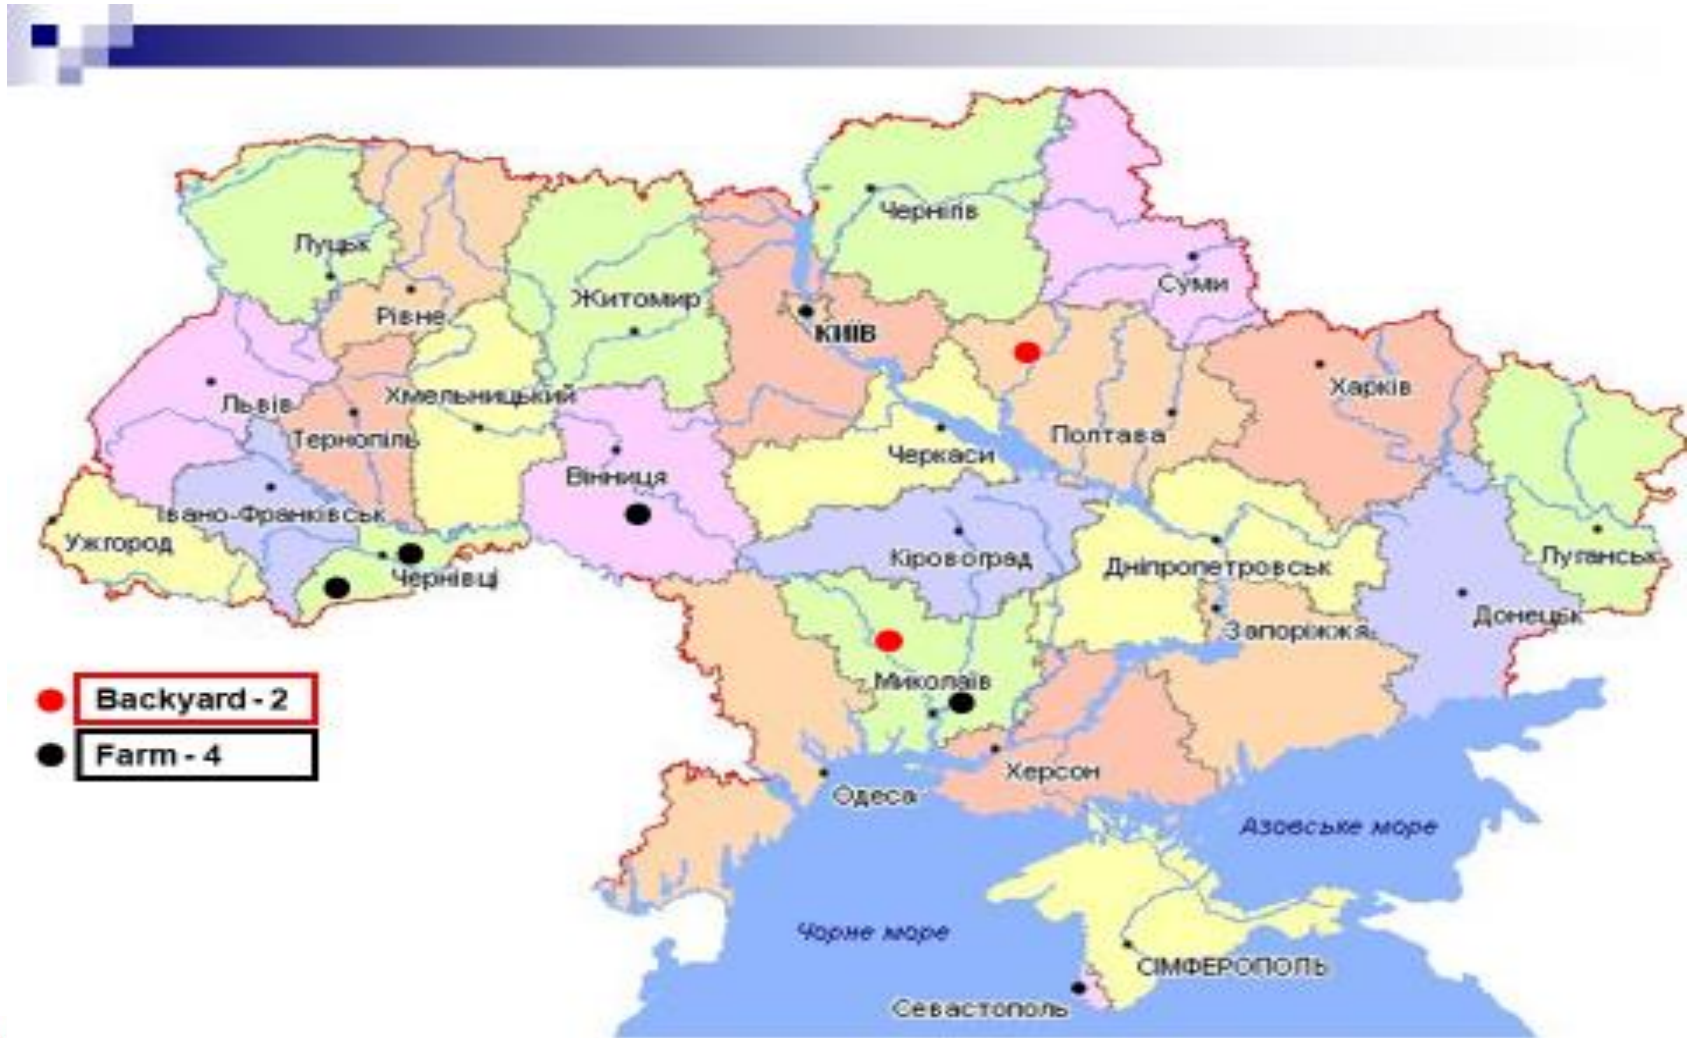 Чернігів
Луцьк
Суми
Житомир
Рівне
КИЇВ
Харків
Хмельницький
Львів
Тернопіль
Полтава
Черкаси
Вінниця
Івано-Франківськ
Ужгород
Кіровоград
Луганськ
Дніпропетровськ
Чернівці
Донецьк
Запоріжжя
Миколаїв
Backyard - 2
Farm - 4
Херсон
Одеса
Азовське море
Чорне море
СІМФЕРОПОЛЬ
Севастополь